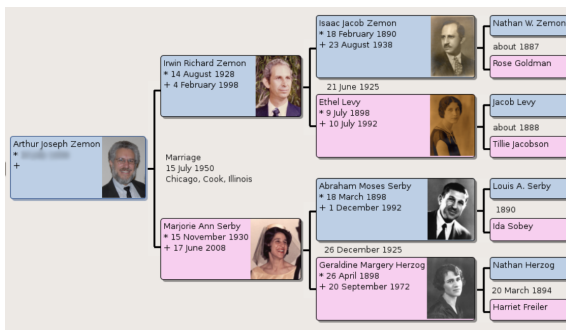 Arthur Joseph Zemon
*
+
Irwin Richard Zemon
* 14 August 1928
+ 4 February 1998
Marriage
15 July 1950
Chicago, Cook, Illinois
Marjorie Ann Serby
* 15 November 1930
+ 17 June 2008
Isaac Jacob Zemon
* 18 February 1890
+ 23 August 1938
21 June 1925
Ethel Levy
* 9 July 1898
+ 10 July 1992
Abraham Moses Serby
* 18 March 1898
+ 1 December 1992
26 December 1925
Geraldine Margery Herzog
* 26 April 1898
+ 20 September 1972
Nathan W. Zemon
about 1887
Rose Goldman
Jacob Levy
about 1888
Tillie Jacobson
Louis A. Serby
1890
Ida Sobey
Nathan Herzog
20 March 1894
Harriet Freiler